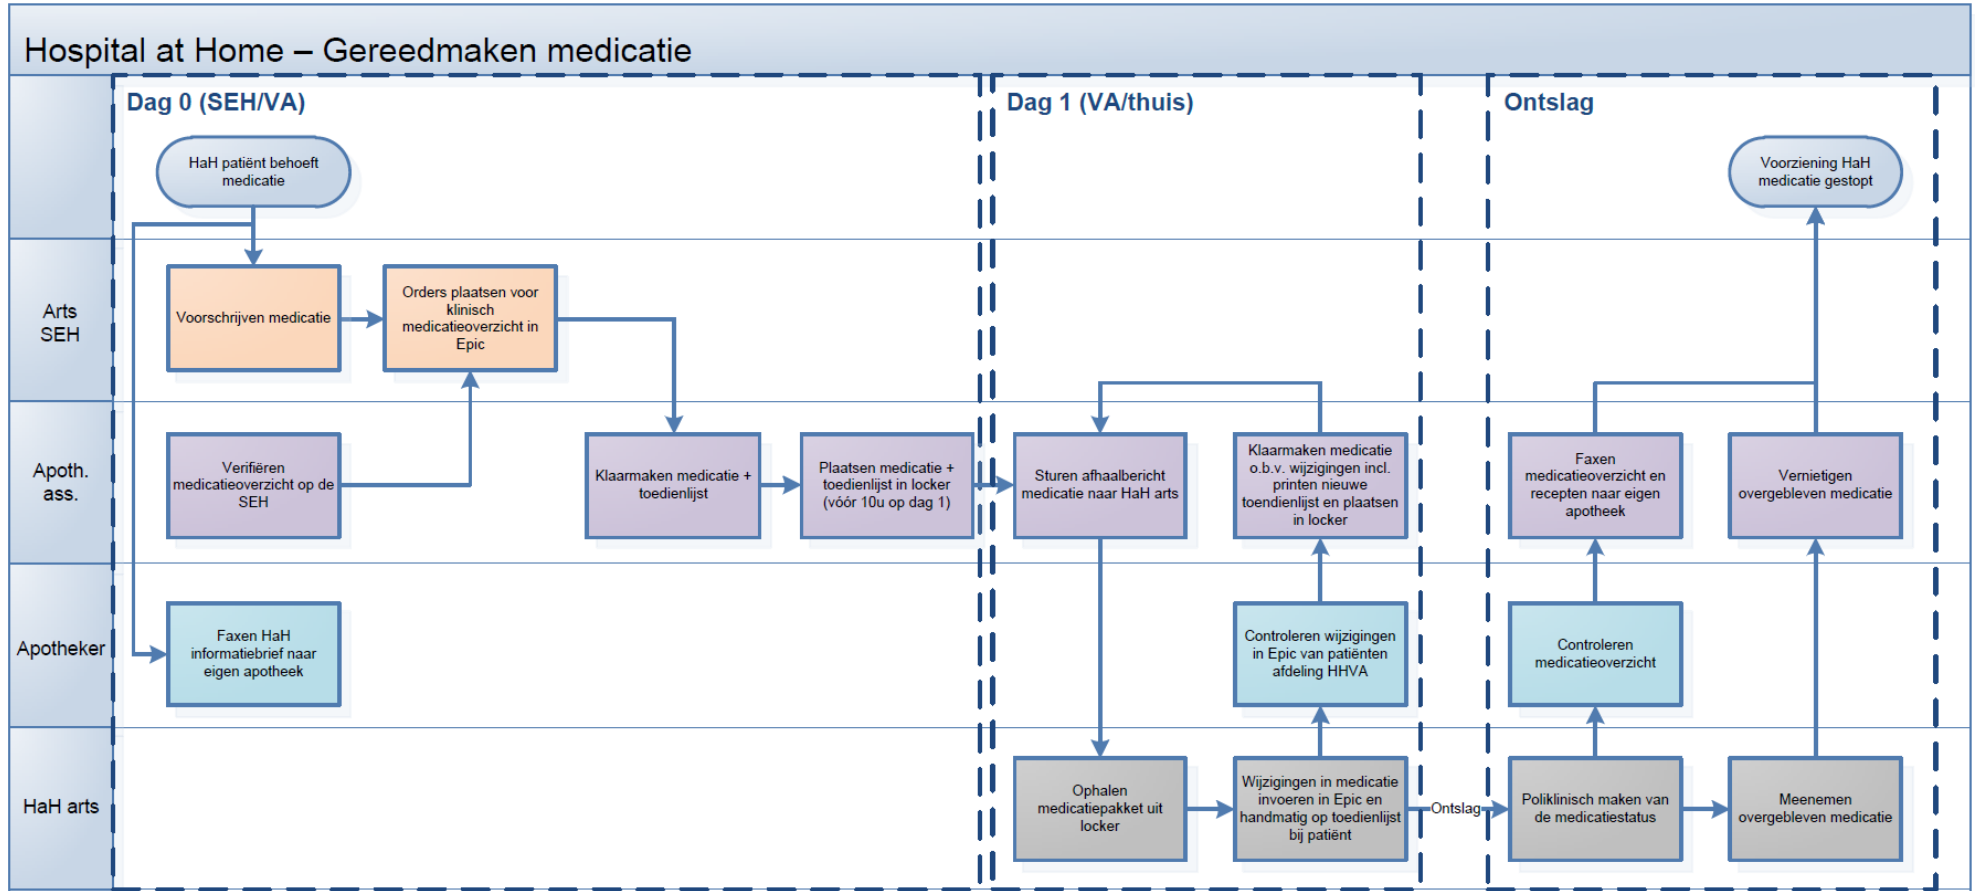 Hospital at Home – Gereedmaken medicatie
Dag 0 (SEH/VA)
Dag 1 (VA/thuis)
Ontslag
HaH patiënt behoeft
medicatie
Voorziening HaH
medicatie gestopt
Arts
SEH
Voorschrijven medicatie
Orders plaatsen voor
klinisch
medicatieoverzicht in
Epic
Apoth.
ass.
Verifiëren
medicatieoverzicht op de
SEH
Klaarmaken medicatie +
toedienlijst
Plaatsen medicatie +
toedienlijst in locker
(vóór 10u op dag 1)
Sturen afhaalbericht
medicatie naar HaH arts
Klaarmaken medicatie
o.b.v. wijzigingen incl.
printen nieuwe
toendienlijst en plaatsen
in locker
Faxen
medicatieoverzicht en
recepten naar eigen
apotheek
Vernietigen
overgebleven medicatie
Apotheker
Faxen HaH
informatiebrief naar
eigen apotheek
Controleren wijzigingen
in Epic van patiënten
afdeling HHVA
Controleren
medicatieoverzicht
HaH arts
Ophalen
medicatiepakket uit
locker
Wijzigingen in medicatie
invoeren in Epic en
handmatig op toedienlijst
bij patiënt
Ontslag
Poliklinisch maken van
de medicatiestatus
Meenemen
overgebleven medicatie